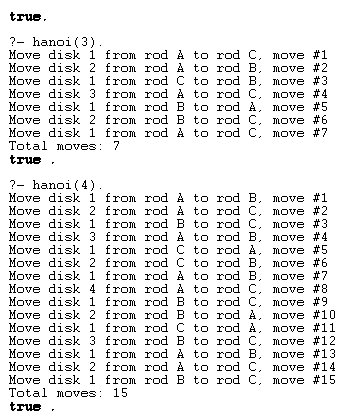 true.
?- hanoi(3).
Move disk 1 from rod A to rod C, move #1
Move disk 2 from rod A to rod B, move #2
Move disk 1 from rod C to rod B, move #3
Move disk 3 from rod A to rod C, move #4
Move disk 1 from rod B to rod A, move #5
Move disk 2 from rod B to rod C, move #6
Move disk 1 from rod A to rod C, move #7
Total moves: 7
true .
?- hanoi(4).
Move disk 1 from rod A to rod B, move #1
Move disk 2 from rod A to rod C, move #2
Move disk 1 from rod B to rod C, move #3
Move disk 3 from rod A to rod B, move #4
Move disk 1 from rod C to rod A, move #5
Move disk 2 from rod C to rod B, move #6
Move disk 1 from rod A to rod B, move #7
Move disk 4 from rod A to rod C, move #8
Move disk 1 from rod B to rod C, move #9
Move disk 2 from rod B to rod A, move #10
Move disk 1 from rod C to rod A, move #11
Move disk 3 from rod B to rod C, move #12
Move disk 1 from rod A to rod B, move #13
Move disk 2 from rod A to rod C, move #14
Move disk 1 from rod B to rod C, move #15
Total moves: 15
true .